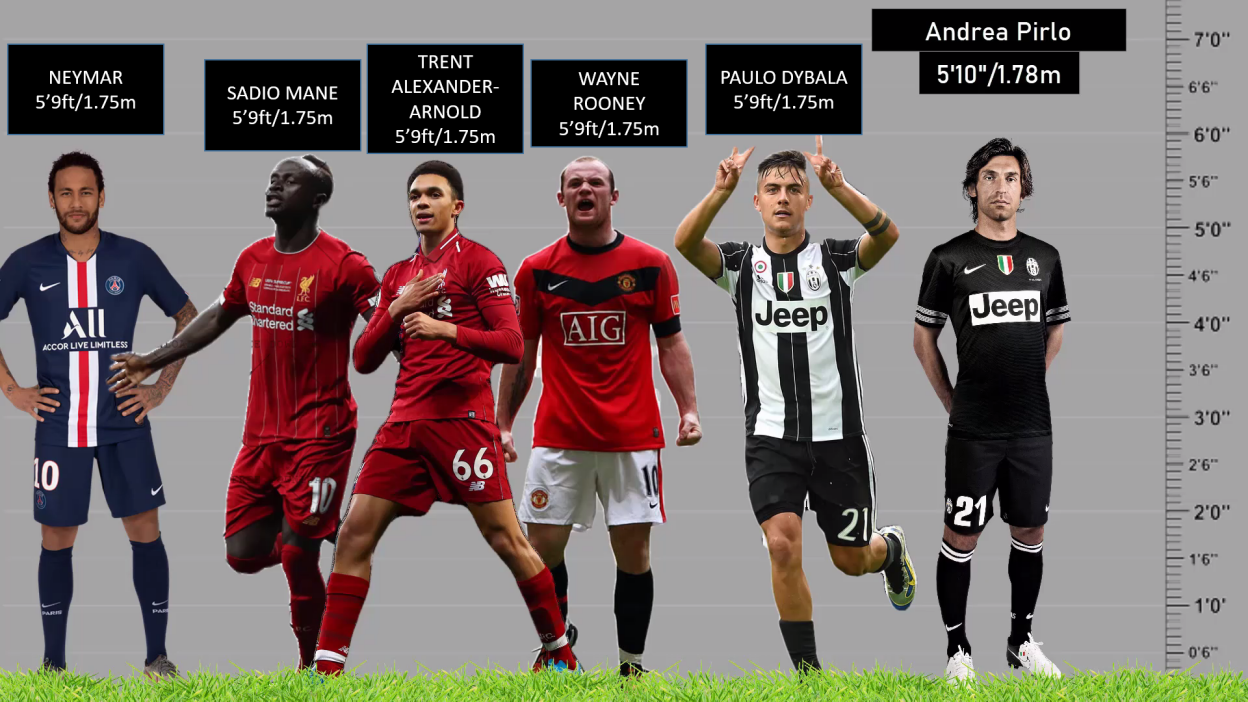 NEYMAR
5’9ft/1.75m
SADIO MANE
5’9ft/1.75m
TRENT
ALEXANDER-
ARNOLD
5’9ft/1.75m
WAYNE
ROONEY
5’9ft/1.75m
PAULO DYBALA
5’9ft/1.75m
Andrea Pirlo
5'10"/1.78m
7'0"
6'6"
6'0"
5'6"
5'0"
4'6"
4'0"
3'6"
3'0"
2'6"
2'0"
1'6"
1'0'
0'6"
All
ACCOR LIVE LIMITLESS
10
PARIS
PARIS
NB
L.F.C.
Standard
Chartered
10
66
NB
AIG
10
Jeep
21
Jeep
21